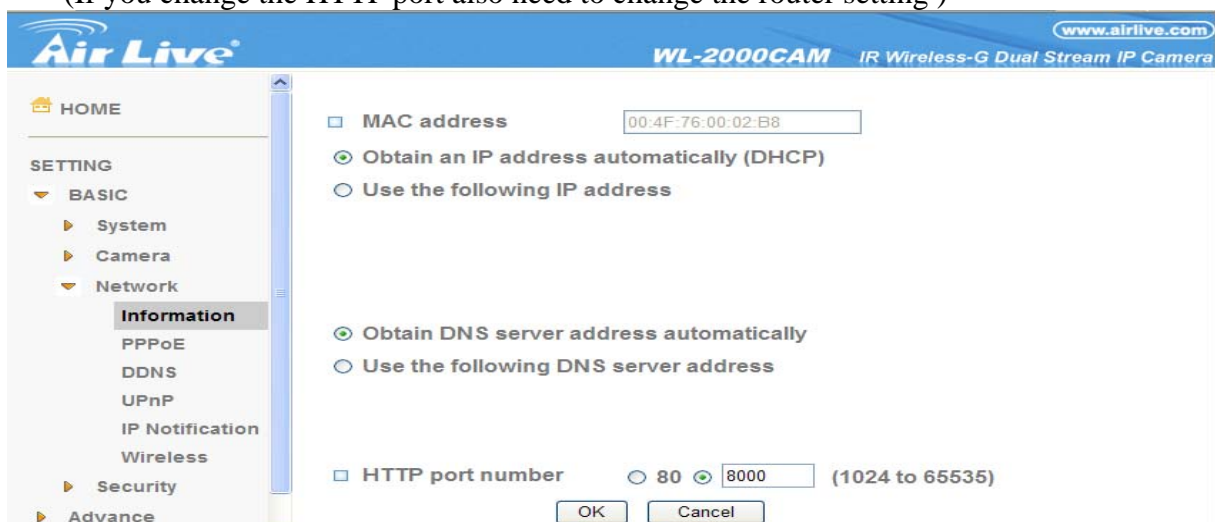 (If you change the HTTP port also need to change the router setting )
www.airlive.com
Air Live®
WL-2000CAM IR Wireless-G Dual Stream IP Camera
HOME
SETTING
BASIC
System
Camera
Network
Information
PPPoE
DDNS
UPnP
IP Notification
Wireless
Security
Advance
MAC address 00:4F:76:00:02:B8
Obtain an IP address automatically (DHCP)
Use the following IP address
Obtain DNS server address automatically
Use the following DNS server address
HTTP port number 80 8000 (1024 to 65535)
OK Cancel